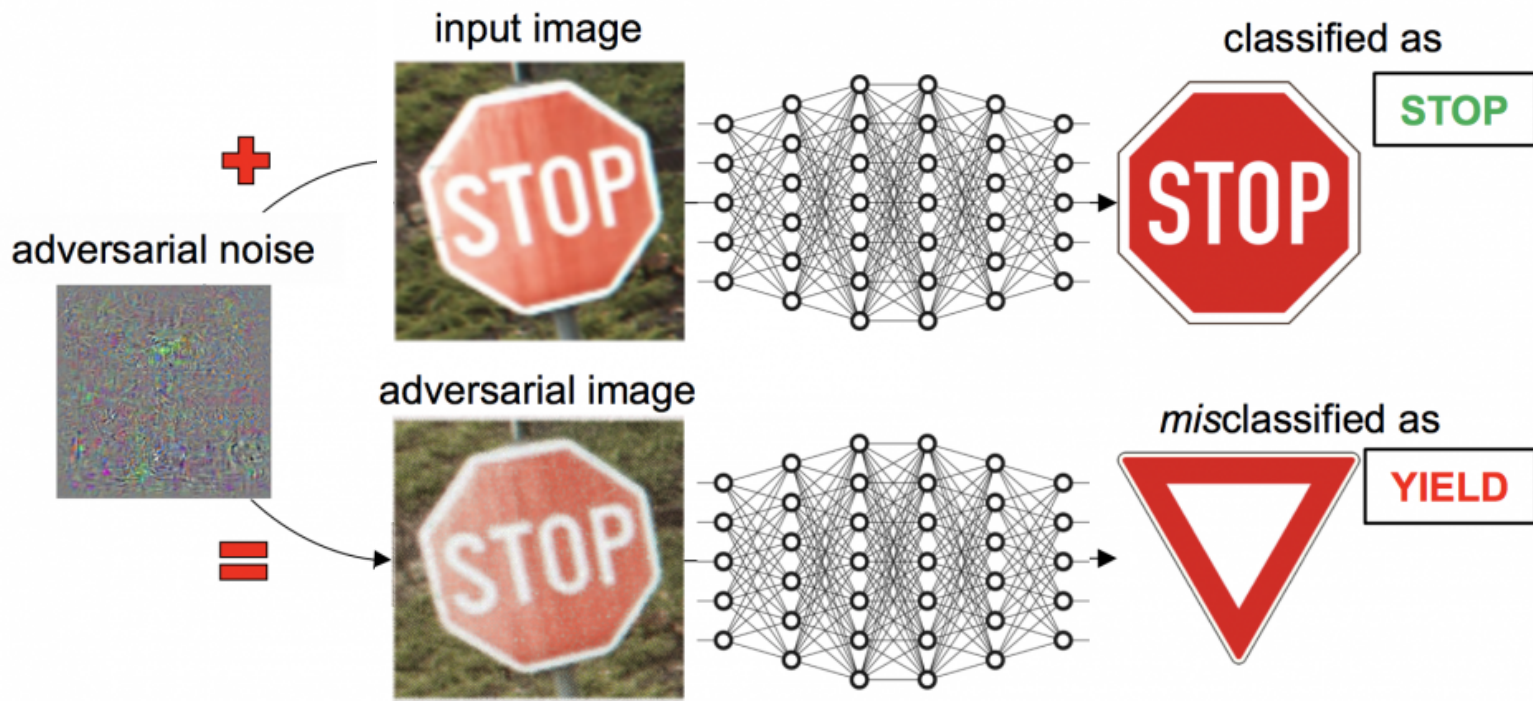 input image
classified as
STOP
STOP
STOP
adversarial noise
adversarial image
misclassified as
STOP
YIELD